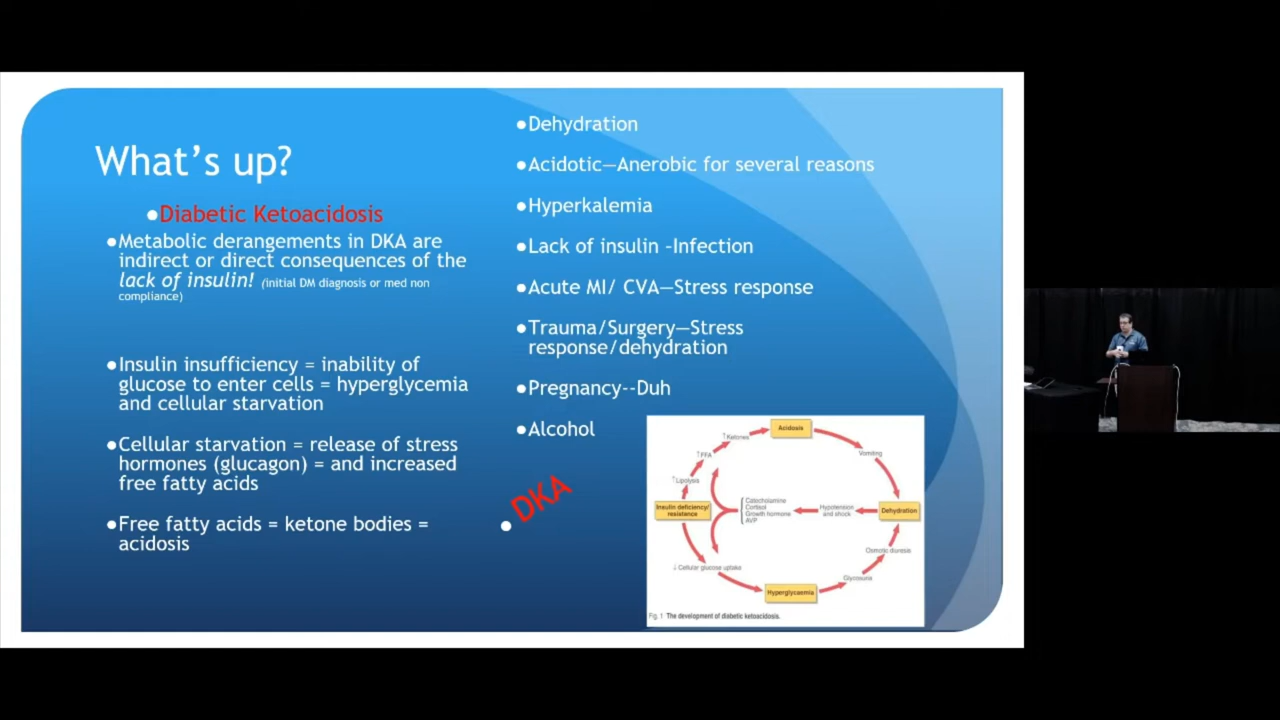 What's up?
●Diabetic Ketoacidosis
●Metabolic derangements in DKA are
indirect or direct consequences of the
lack of insulin! (initial DM diagnosis or med non
compliance)
●Insulin insufficiency = inability of
glucose to enter cells = hyperglycemia
and cellular starvation
●Cellular starvation = release of stress
hormones (glucagon) = and increased
free fatty acids
●Free fatty acids = ketone bodies =
acidosis
●Dehydration
●Acidotic—Anerobic for several reasons
●Hyperkalemia
●Lack of insulin -Infection
●Acute MI/ CVA—Stress response
●Trauma/Surgery—Stress
response/dehydration
●Pregnancy--Duh
●Alcohol
●DKA
Acidosis
↑Ketones
↑FFA
↑Lipolysis
Insulin deficiency/
resistance
↓ Cellular glucose uptake
Hyperglycaemia
Glycosuria
Osmotic diuresis
Dehydration
Vomiting
Hypotension
and shock
Catecholamine
Cortisol
Growth hormone
AVP
Fig. 1 The development of diabetic ketoacidosis.